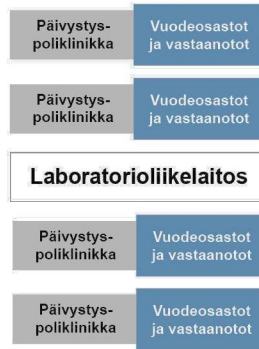 Päivystys-
poliklinikka
Vuodeosastot
ja vastaanotot
Päivystys-
poliklinikka
Vuodeosastot
ja vastaanotot
Laboratorioliikelaitos
Päivystys-
poliklinikka
Vuodeosastot
ja vastaanotot
Päivystys-
poliklinikka
Vuodeosastot
ja vastaanotot